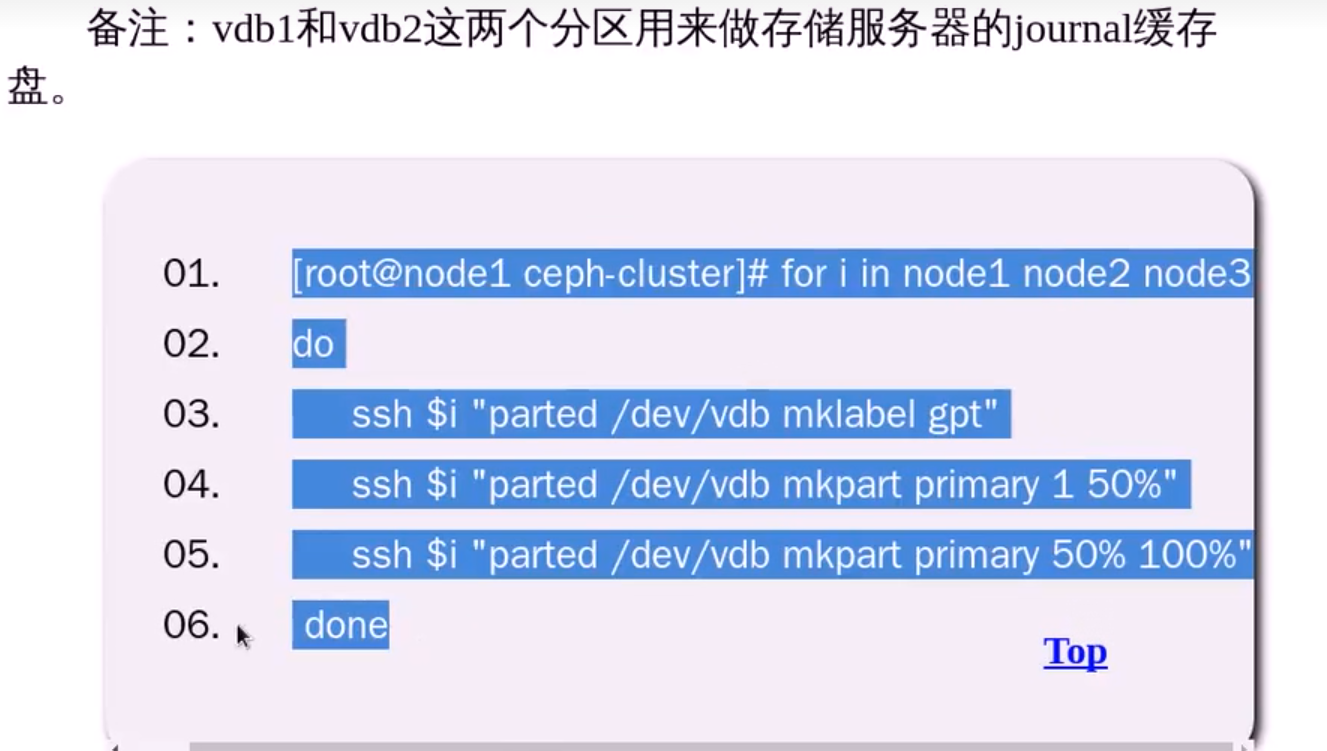 备注：vdb1和vdb2这两个分区用来做存储服务器的journal缓存
盘。
01. [root@node1 ceph-cluster]# for i in node1 node2 node3
02. do
03. ssh $i "parted /dev/vdb mklabel gpt"
04. ssh $i "parted /dev/vdb mkpart primary 1 50%"
05. ssh $i "parted /dev/vdb mkpart primary 50% 100%"
06. done
Top